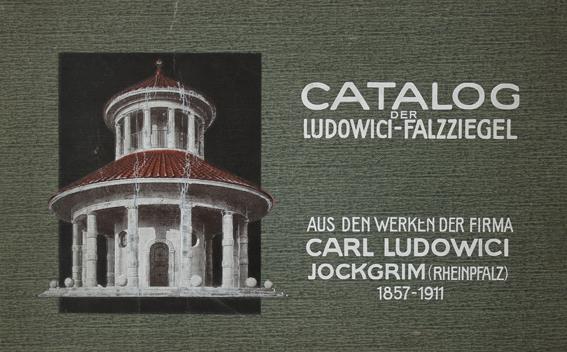 CATALOG
DER
LUDOWICI-FALZZIEGEL
AUS DEN WERKEN DER FIRMA
CARL LUDOWICI
JOCKGRIM (RHEINPFALZ)
1857-1911